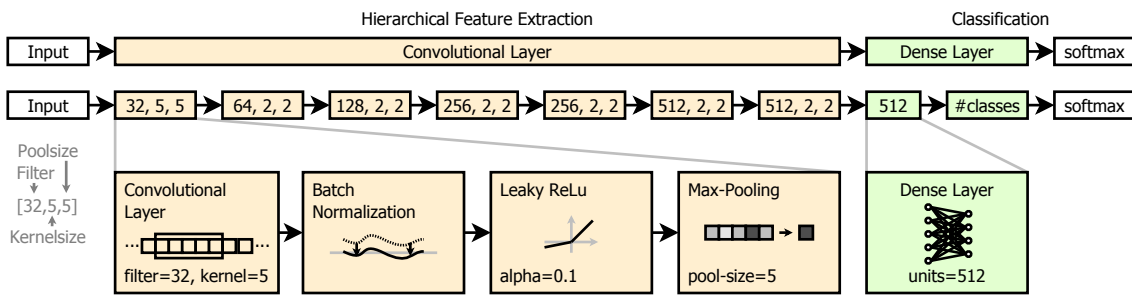 Hierarchical Feature Extraction
Classification
Input
Convolutional Layer
Dense Layer
softmax
Input
32, 5, 5
64, 2, 2
128, 2, 2
256, 2, 2
256, 2, 2
512, 2, 2
512, 2, 2
512
#classes
softmax
Poolsize
Filter
[32,5,5]
Kernelsize
Convolutional
Layer
filter=32, kernel=5
Batch
Normalization
Leaky ReLu
alpha=0.1
Max-Pooling
pool-size=5
Dense Layer
units=512